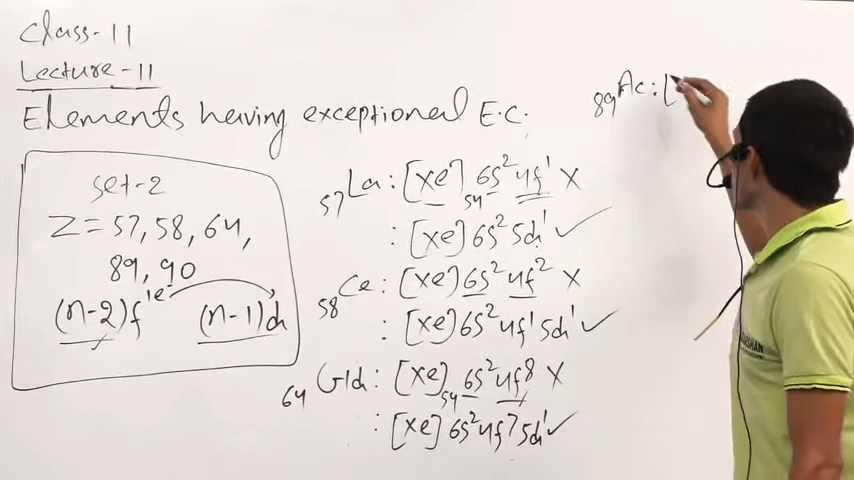 Class-11
Lecture-11
Elements having exceptional E.C.
set-2
Z=57, 58, 64,
89, 90
(n-2)f 1e⁻ (n-1)d
57La: [Xe]54 6s² 4f¹ X
: [Xe] 6s² 5d¹ ✓
58Ce: [Xe] 6s² 4f² X
: [Xe] 6s² 4f¹ 5d¹ ✓
64Gd: [Xe]54 6s² 4f⁸ X
: [Xe] 6s² 4f⁷ 5d¹ ✓
89Ac: [